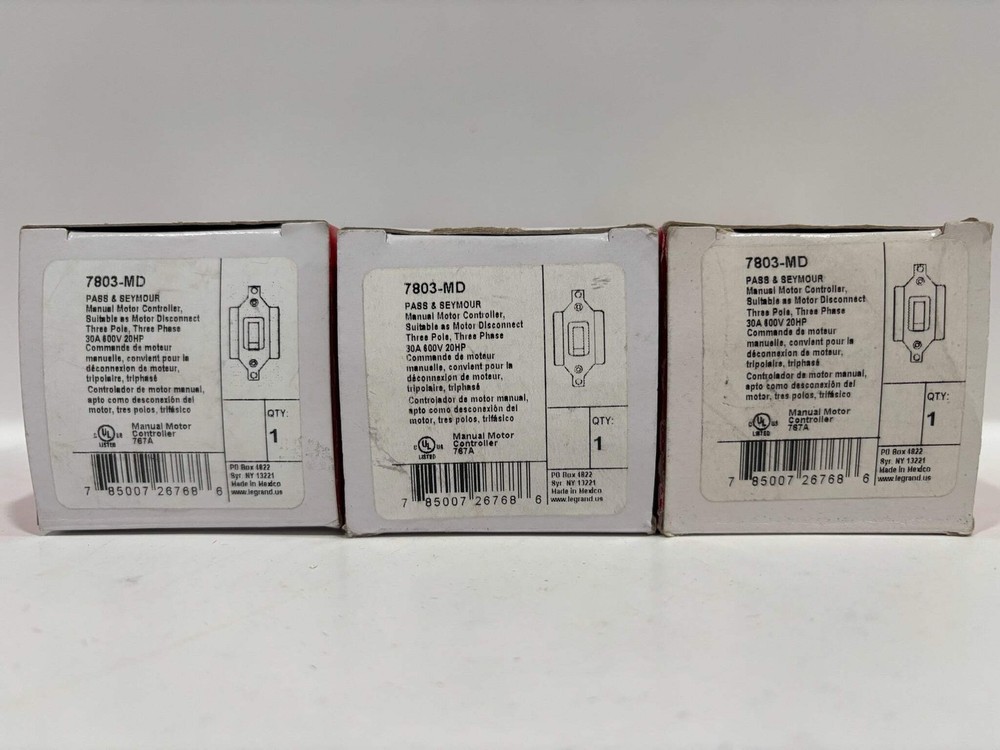 7803-MD
PASS & SEYMOUR
Manual Motor Controller,
Suitable as Motor Disconnect
Three Pole, Three Phase
30A 600V 20HP
Commande de moteur
manuelle, convient pour la
déconnexion de moteur,
tripolaire, triphasé
Controlador de motor manual,
apto como desconexión del
motor, tres polos, trifásico
C UL US
LISTED
Manual Motor
Controller
767A
QTY:
1
7 85007 26768 6
PO Box 4822
Syr. NY 13221
Made in Mexico
www.legrand.us
7803-MD
PASS & SEYMOUR
Manual Motor Controller,
Suitable as Motor Disconnect
Three Pole, Three Phase
30A 600V 20HP
Commande de moteur
manuelle, convient pour la
déconnexion de moteur,
tripolaire, triphasé
Controlador de motor manual,
apto como desconexión del
motor, tres polos, trifásico
C UL US
LISTED
Manual Motor
Controller
767A
QTY:
1
7 85007 26768 6
PO Box 4822
Syr. NY 13221
Made in Mexico
www.legrand.us
7803-MD
PASS & SEYMOUR
Manual Motor Controller,
Suitable as Motor Disconnect
Three Pole, Three Phase
30A 600V 20HP
Commande de moteur
manuelle, convient pour la
déconnexion de moteur,
tripolaire, triphasé
Controlador de motor manual,
apto como desconexión del
motor, tres polos, trifásico
C UL US
LISTED
Manual Motor
Controller
767A
QTY:
1
7 85007 26768 6
PO Box 4822
Syr. NY 13221
Made in Mexico
www.legrand.us